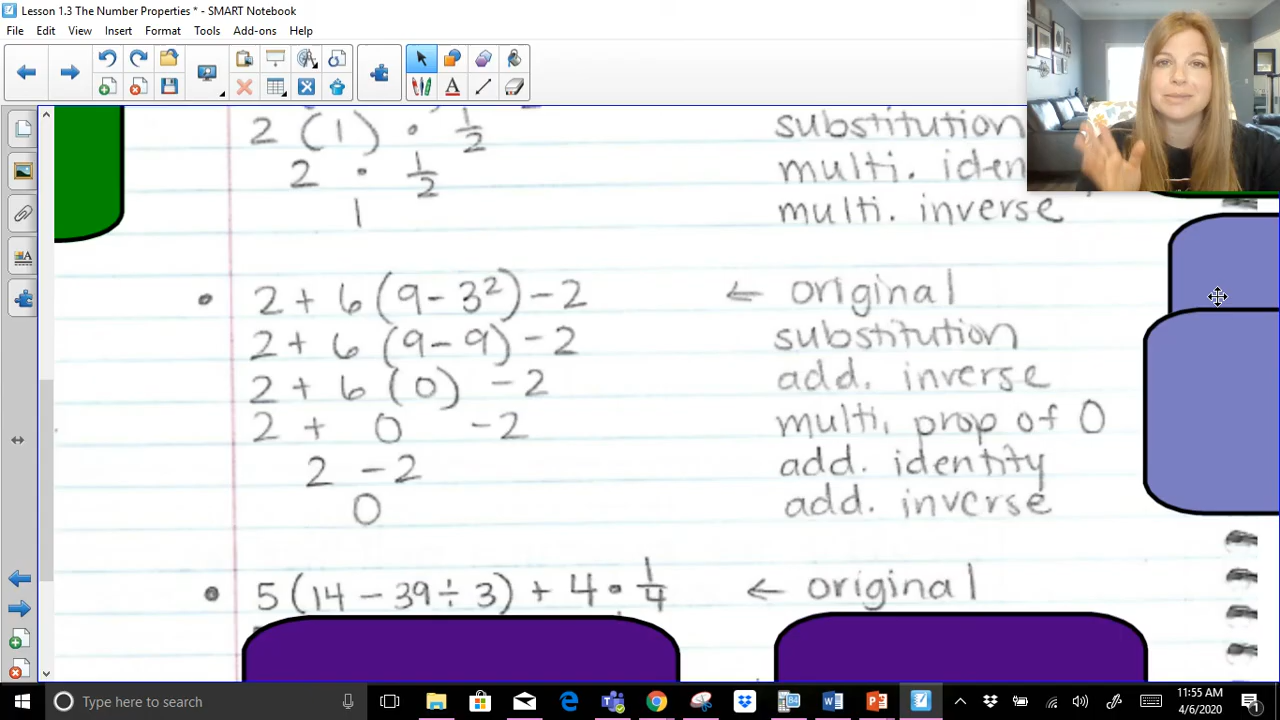 Lesson 1.3 The Number Properties * - SMART Notebook
File Edit View Insert Format Tools Add-ons Help
2 (1) · 1/2 substitution
2 · 1/2 multi. iden
1 multi. inverse
• 2 + 6 (9 - 3²) - 2 ← original
2 + 6 (9 - 9) - 2 substitution
2 + 6 (0) - 2 add. inverse
2 + 0 - 2 multi. prop of 0
2 - 2 add. identity
0 add. inverse
• 5 (14 - 39 ÷ 3) + 4 · 1/4 ← original
Type here to search
11:55 AM
4/6/2020